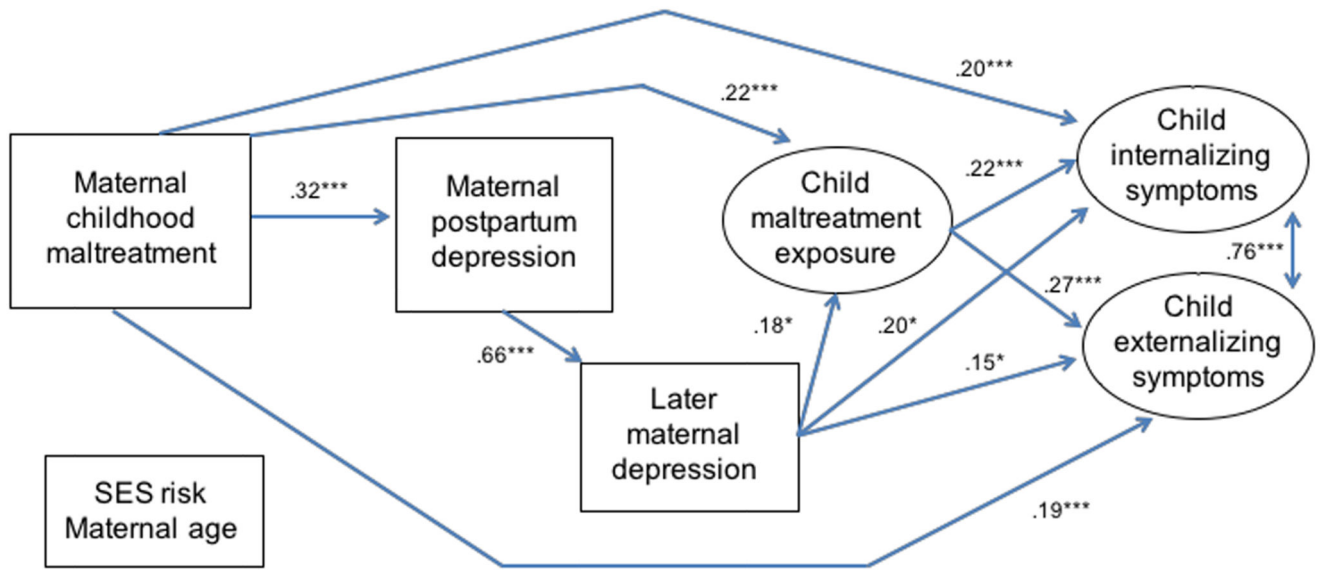 .20***
.22***
Maternal
childhood
maltreatment
.32***
Maternal
postpartum
depression
Child
maltreatment
exposure
.22***
Child
internalizing
symptoms
.76***
.27***
.18*
.20*
.66***
.15*
Child
externalizing
symptoms
Later
maternal
depression
SES risk
Maternal age
.19***